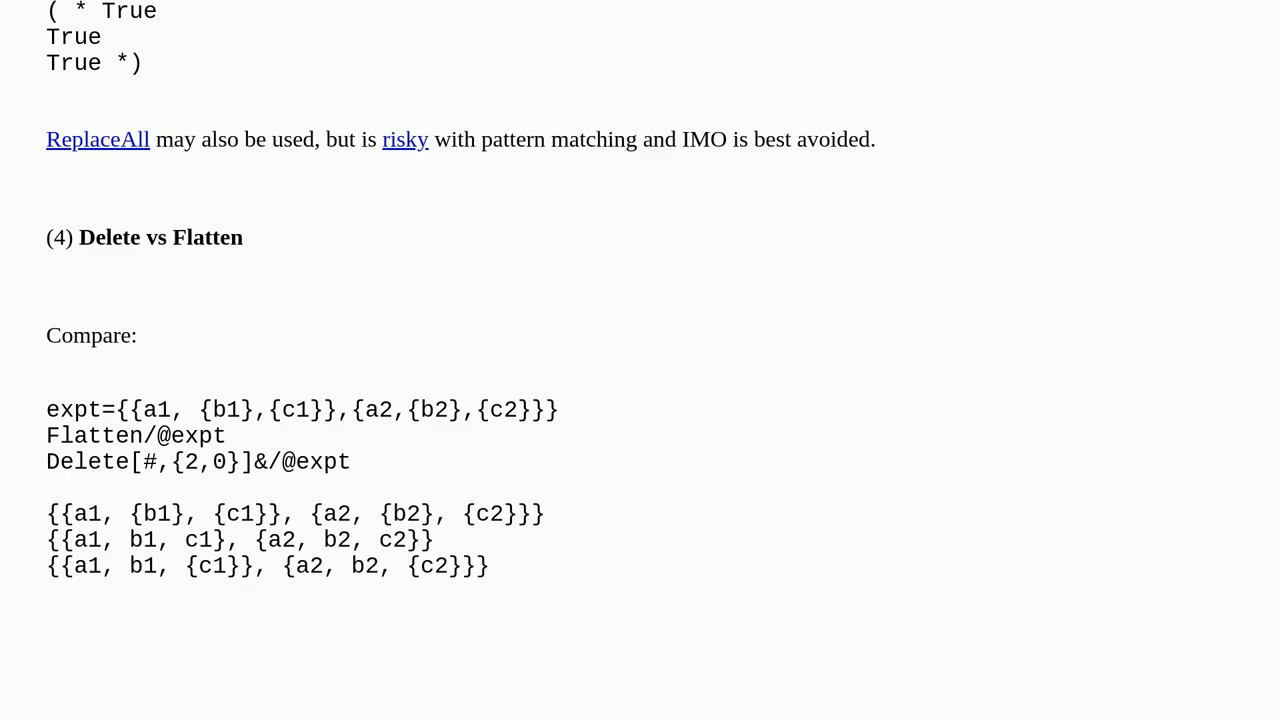 ( * True
True
True *)
ReplaceAll may also be used, but is risky with pattern matching and IMO is best avoided.
(4) Delete vs Flatten
Compare:
expt={{a1, {b1},{c1}},{a2,{b2},{c2}}}
Flatten/@expt
Delete[#,{2,0}]&/@expt
{{a1, {b1}, {c1}}, {a2, {b2}, {c2}}}
{{a1, b1, c1}, {a2, b2, c2}}
{{a1, b1, {c1}}, {a2, b2, {c2}}}